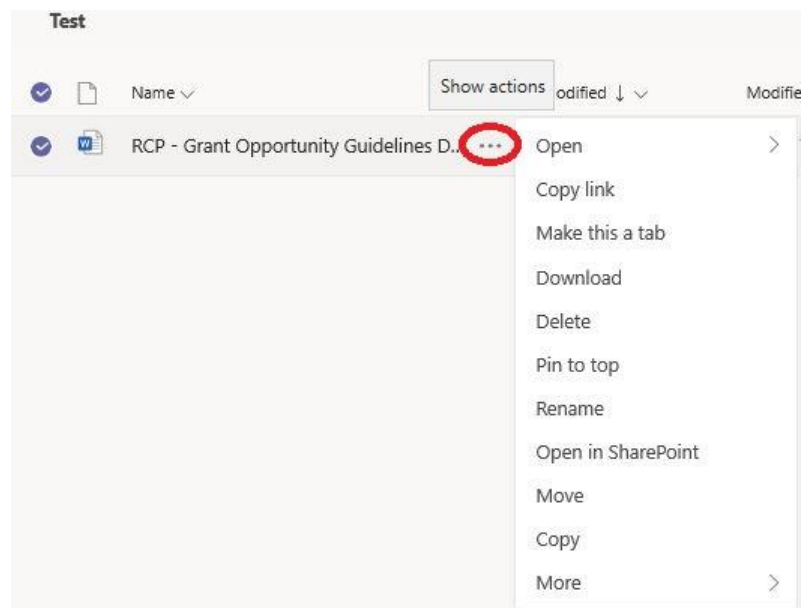 Test
Name
Show actions
odified ↓
Modifie
RCP - Grant Opportunity Guidelines D...
Open
Copy link
Make this a tab
Download
Delete
Pin to top
Rename
Open in SharePoint
Move
Copy
More